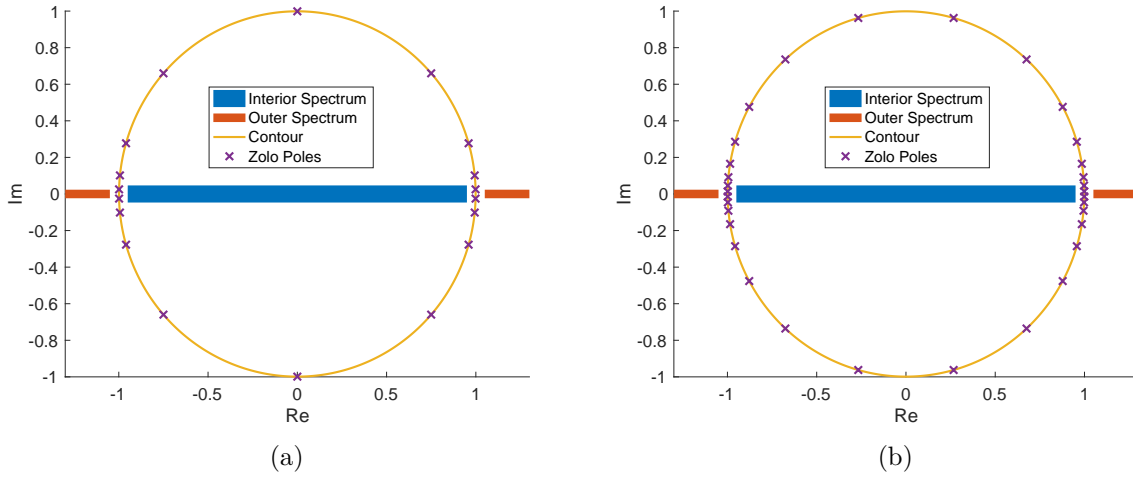 1
0.8
0.6
0.4
0.2
0
-0.2
-0.4
-0.6
-0.8
-1
Im
Interior Spectrum
Outer Spectrum
Contour
Zolo Poles
-1
-0.5
0
0.5
1
Re
(a)
1
0.8
0.6
0.4
0.2
0
-0.2
-0.4
-0.6
-0.8
-1
Im
Interior Spectrum
Outer Spectrum
Contour
Zolo Poles
-1
-0.5
0
0.5
1
Re
(b)